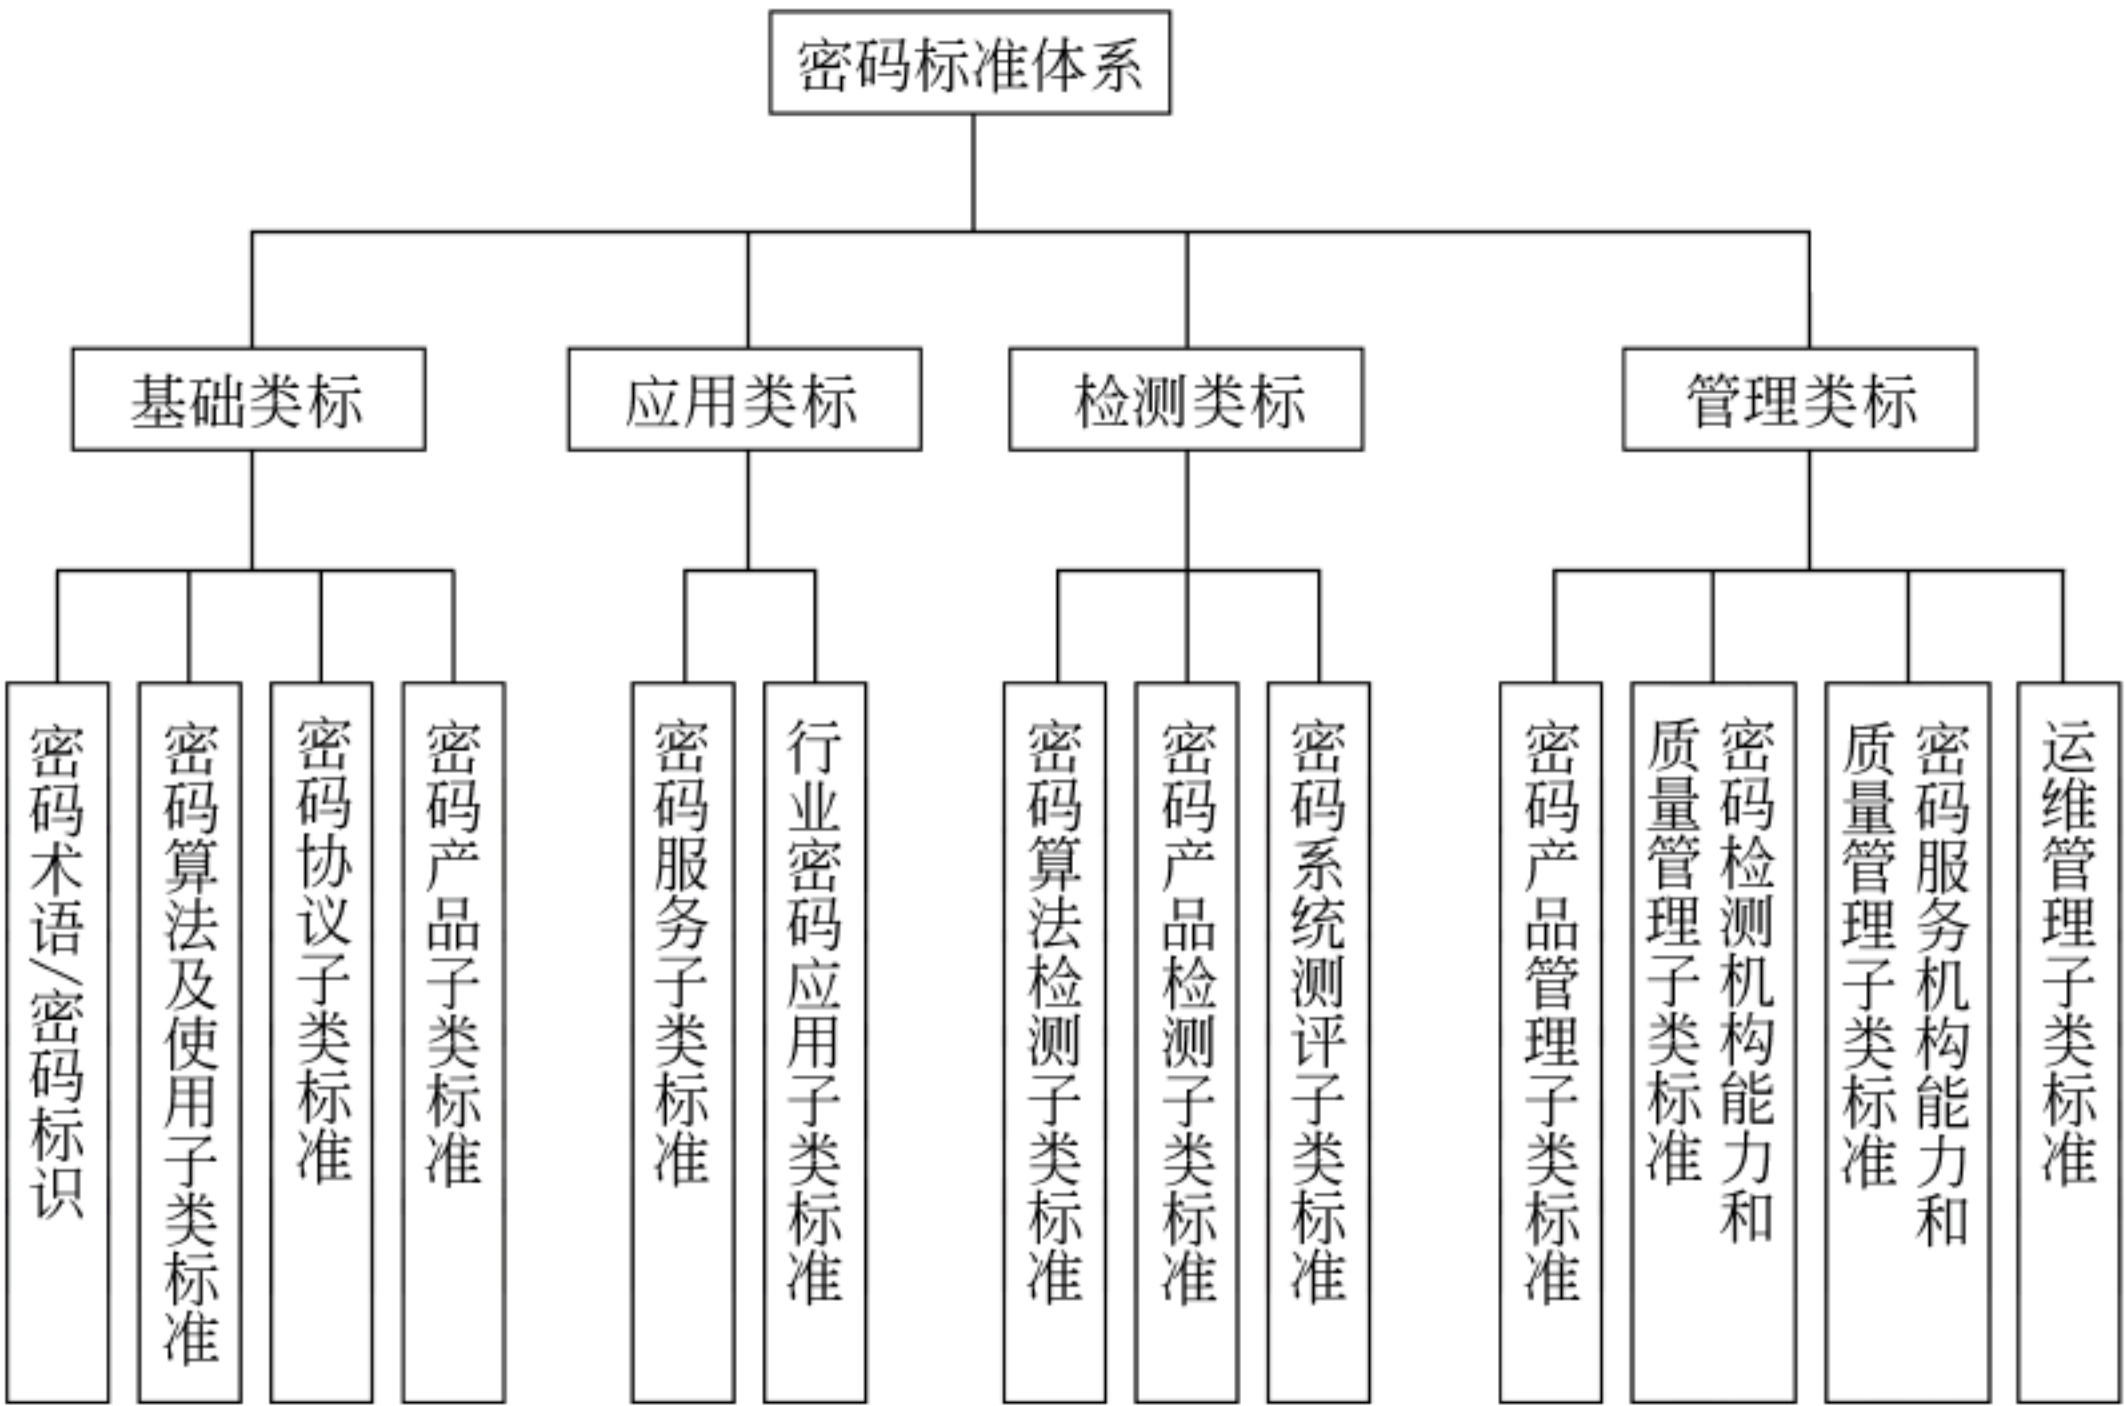 密码标准体系
基础类标
应用类标
检测类标
管理类标
密码术语/密码标识
密码算法及使用子类标准
密码协议子类标准
密码产品子类标准
密码服务子类标准
行业密码应用子类标准
密码算法检测子类标准
密码产品检测子类标准
密码系统测评子类标准
密码产品管理子类标准
密码检测机构能力和
质量管理子类标准
密码服务机构能力和
质量管理子类标准
运维管理子类标准